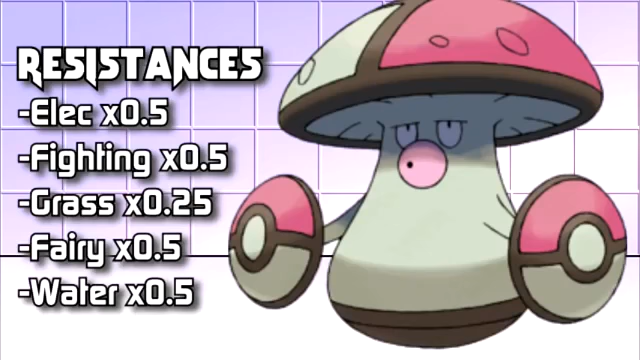 RESISTANCES
-Elec x0.5
-Fighting x0.5
-Grass x0.25
-Fairy x0.5
-Water x0.5